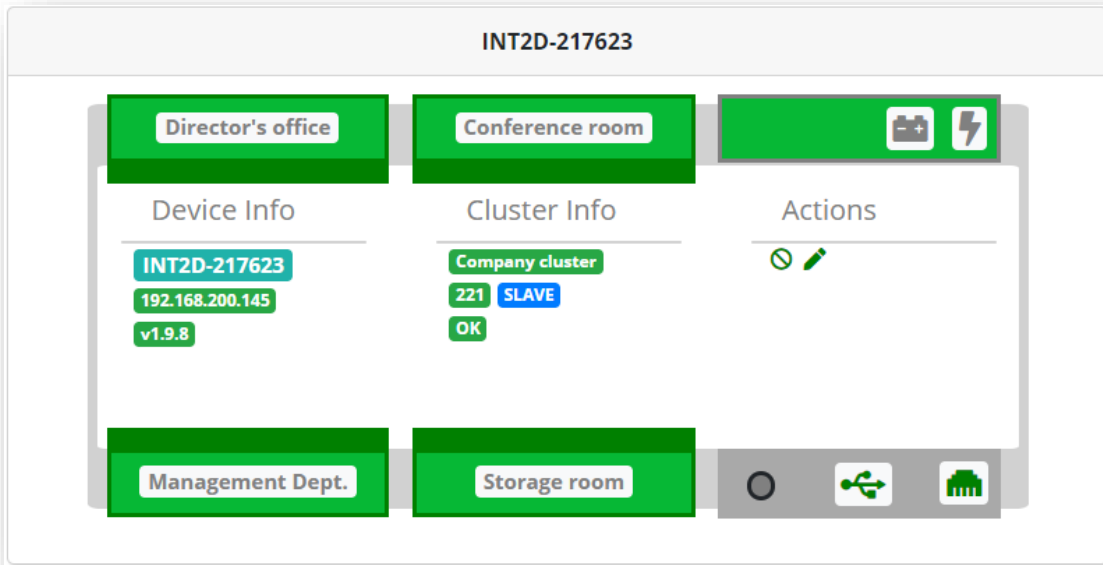 INT2D-217623
Director's office
Conference room
Device Info
Cluster Info
Actions
INT2D-217623
Company cluster
192.168.200.145
221 SLAVE
v1.9.8
OK
Management Dept.
Storage room